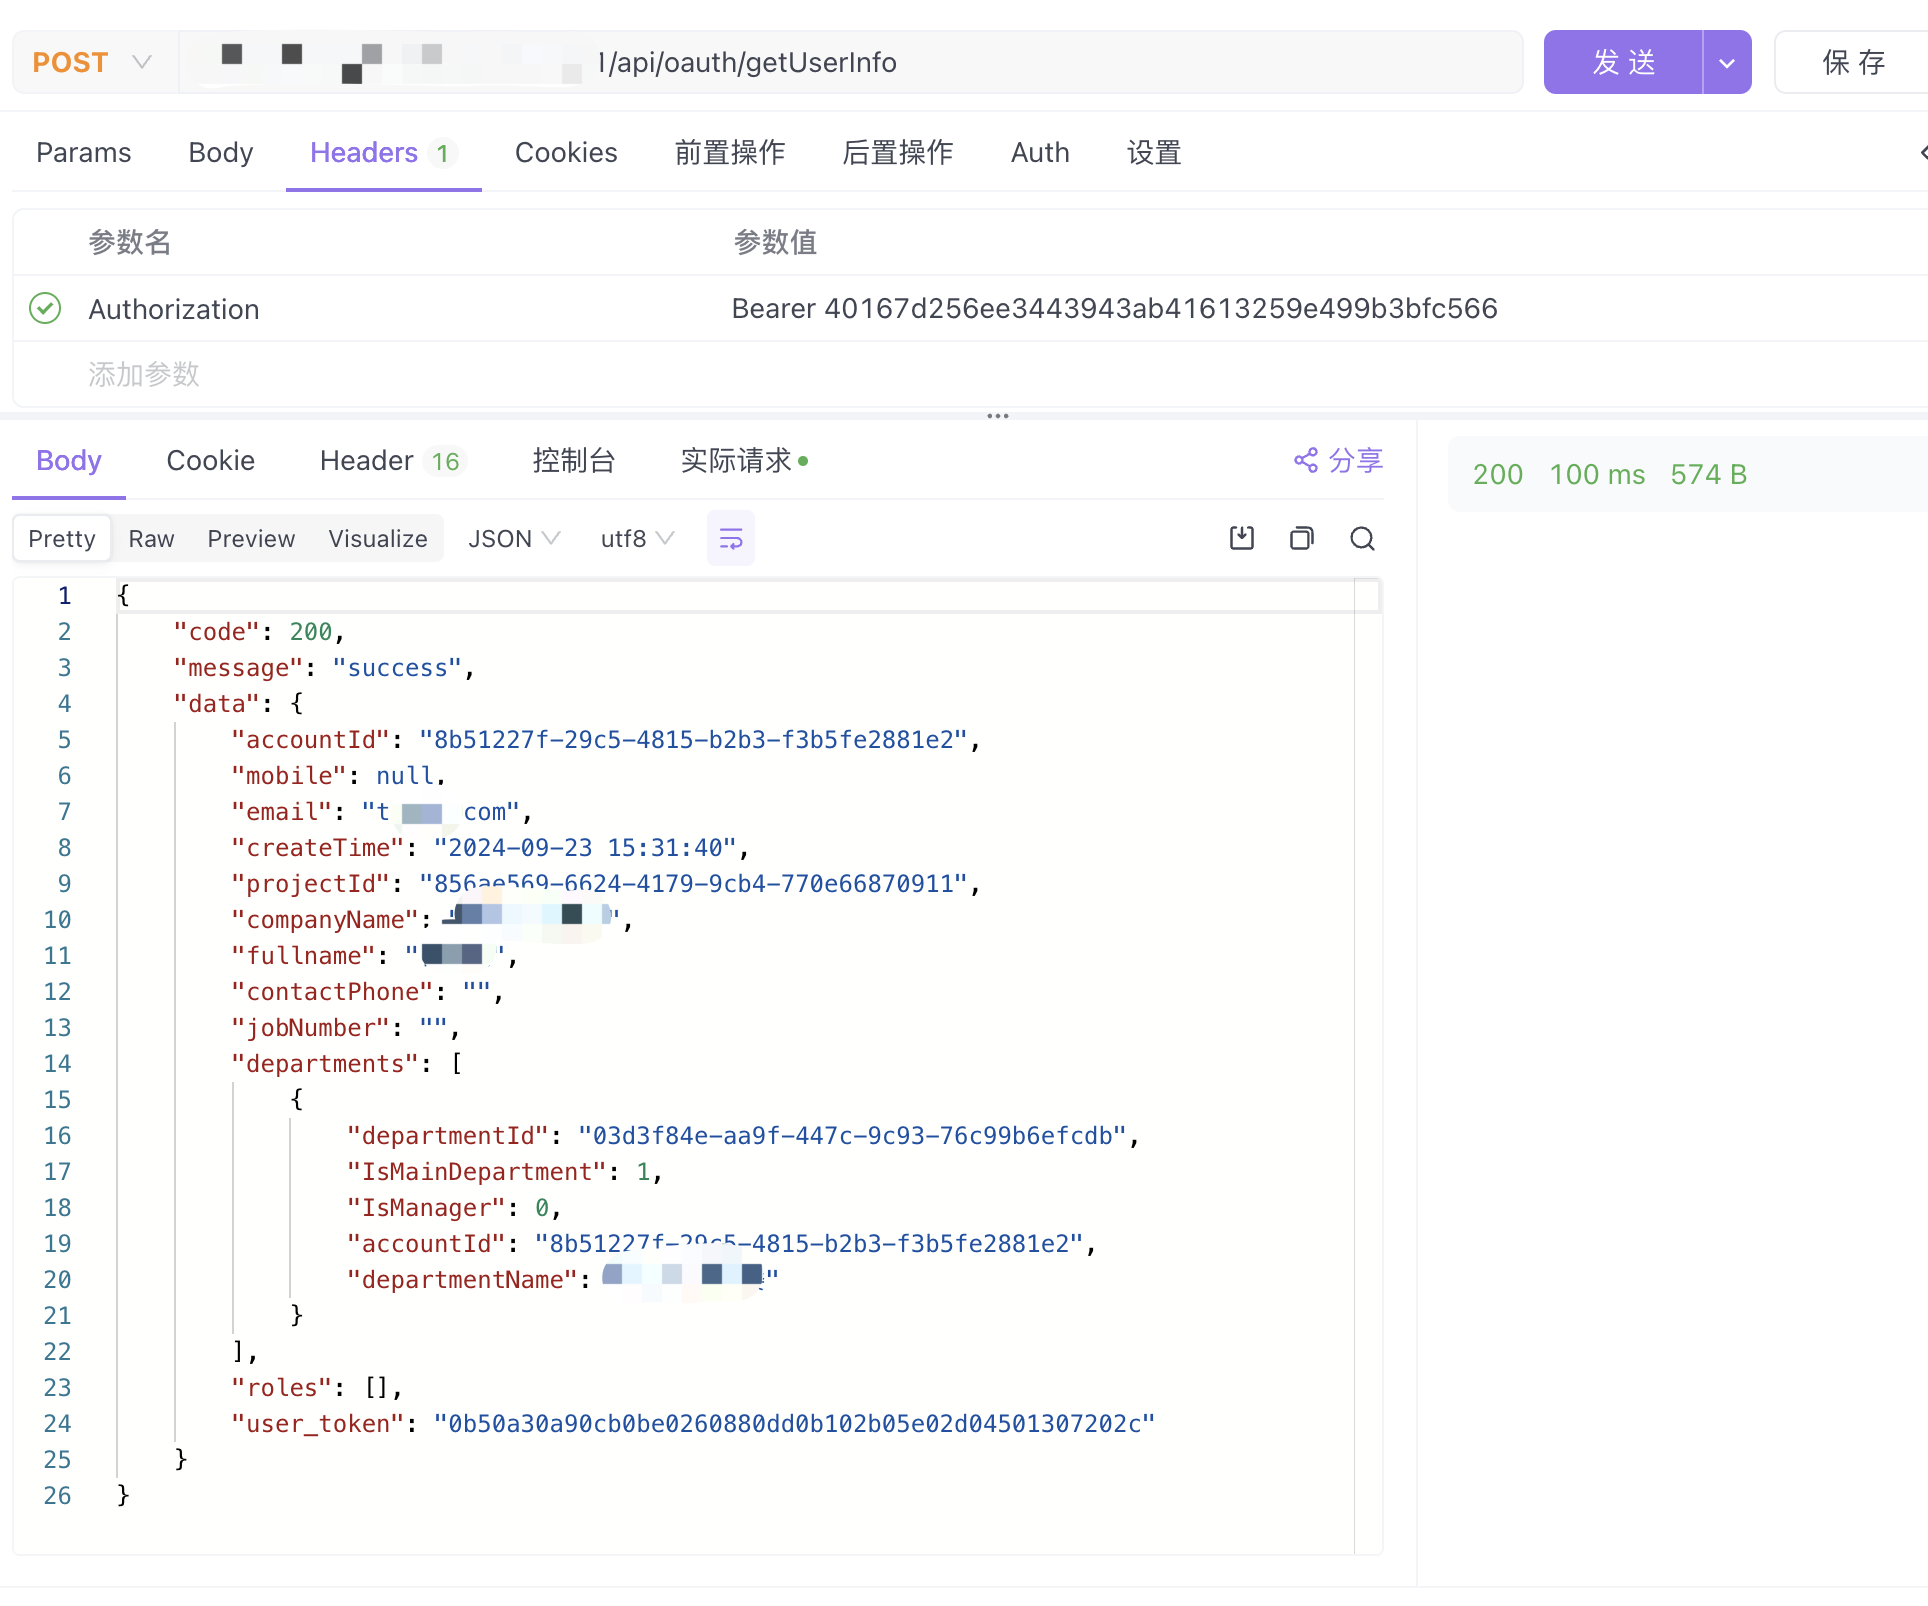 POST /api/oauth/getUserInfo 发 送 保 存
Params Body Headers 1 Cookies 前置操作 后置操作 Auth 设置
参数名 参数值
Authorization Bearer 40167d256ee3443943ab41613259e499b3bfc566
添加参数
Body Cookie Header 16 控制台 实际请求 分享
200 100 ms 574 B
Pretty Raw Preview Visualize JSON utf8
1 {
2 "code": 200,
3 "message": "success",
4 "data": {
5 "accountId": "8b51227f-29c5-4815-b2b3-f3b5fe2881e2",
6 "mobile": null,
7 "email": "t com",
8 "createTime": "2024-09-23 15:31:40",
9 "projectId": "856ae569-6624-4179-9cb4-770e66870911",
10 "companyName": ",
11 "fullname": " ",
12 "contactPhone": "",
13 "jobNumber": "",
14 "departments": [
15 {
16 "departmentId": "03d3f84e-aa9f-447c-9c93-76c99b6efcdb",
17 "IsMainDepartment": 1,
18 "IsManager": 0,
19 "accountId": "8b51227f-29c5-4815-b2b3-f3b5fe2881e2",
20 "departmentName": "
21 }
22 ],
23 "roles": [],
24 "user_token": "0b50a30a90cb0be0260880dd0b102b05e02d04501307202c"
25 }
26 }